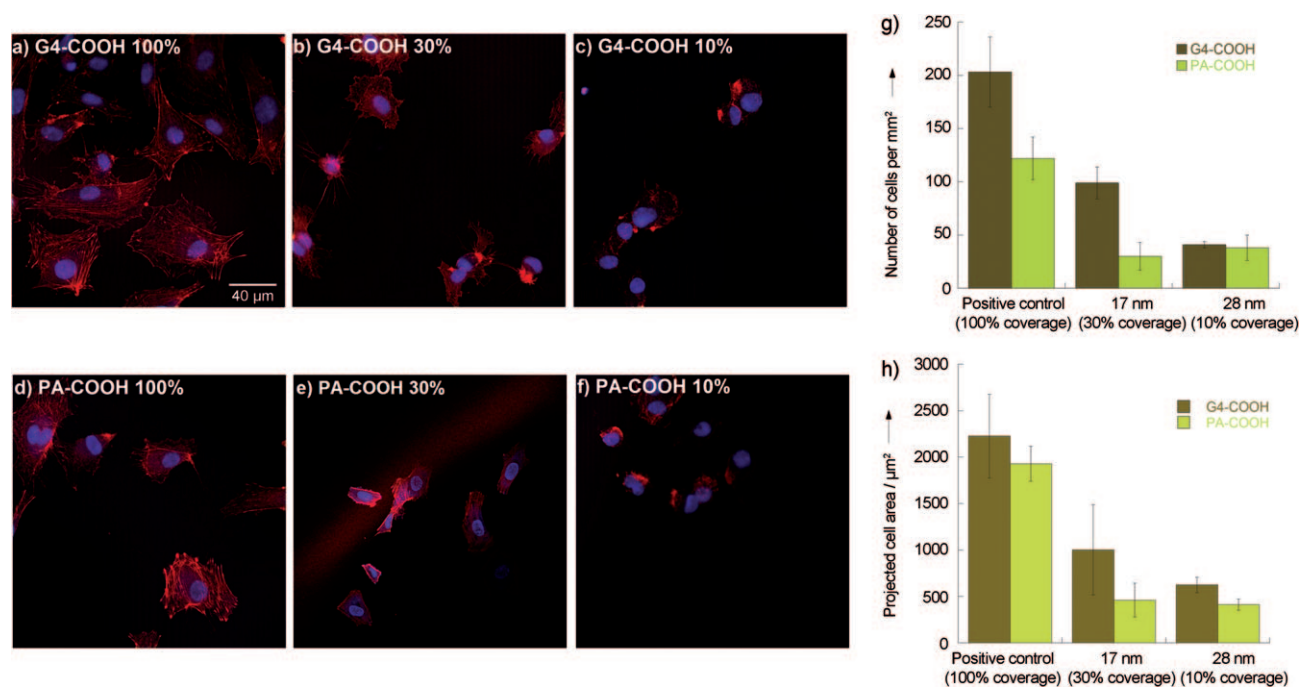 a) G4-COOH 100%
b) G4-COOH 30%
c) G4-COOH 10%
40 µm
d) PA-COOH 100%
e) PA-COOH 30%
f) PA-COOH 10%
g)
G4-COOH
PA-COOH
Number of cells per mm²
250
200
150
100
50
0
Positive control
(100% coverage)
17 nm
(30% coverage)
28 nm
(10% coverage)
h)
G4-COOH
PA-COOH
Projected cell area / µm²
3000
2500
2000
1500
1000
500
0
Positive control
(100% coverage)
17 nm
(30% coverage)
28 nm
(10% coverage)